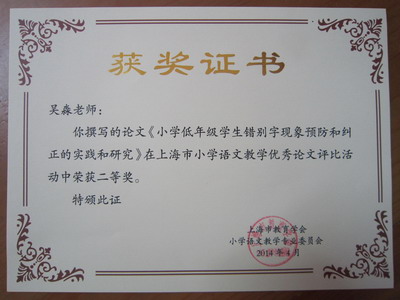 获奖证书
吴淼老师：
你撰写的论文《小学低年级学生错别字现象预防和纠
正的实践和研究》在上海市小学语文教学优秀论文评比活
动中荣获二等奖。
特颁此证
上海市教育学会
小学语文教学专业委员会
2014年4月